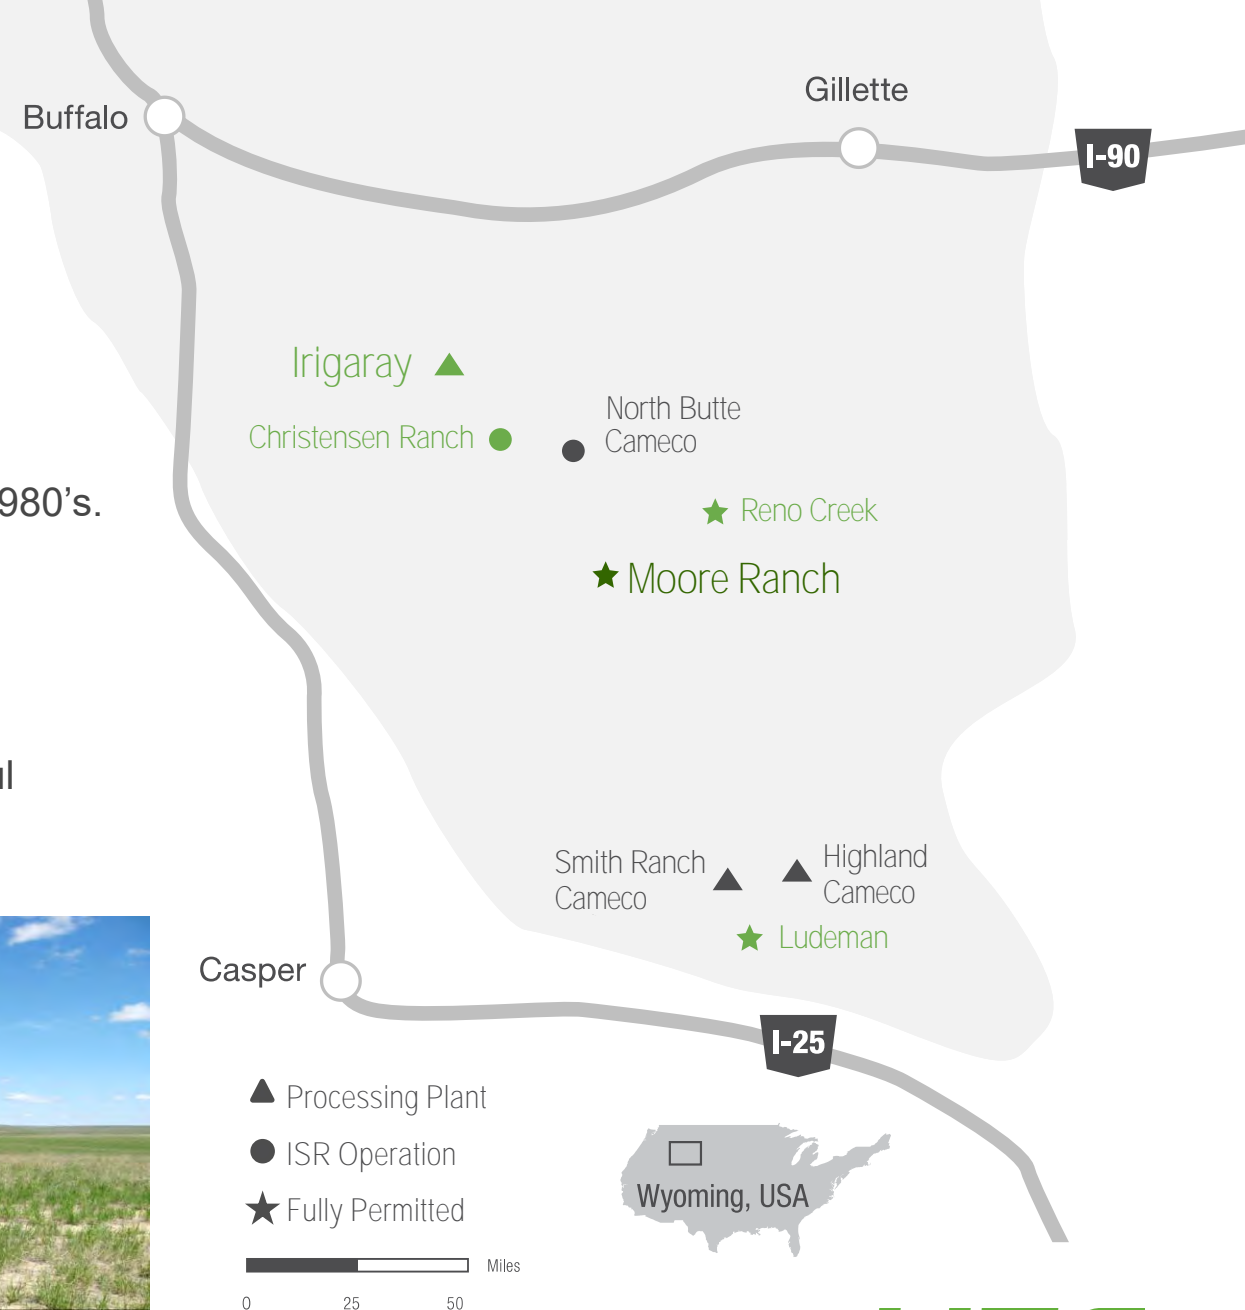 Buffalo
Gillette
I-90
Irigaray
North Butte
Cameco
Christensen Ranch
980's.
Reno Creek
Moore Ranch
Smith Ranch
Cameco
Highland
Cameco
Ludeman
Casper
I-25
Processing Plant
ISR Operation
Fully Permitted
Wyoming, USA
Miles
0 25 50